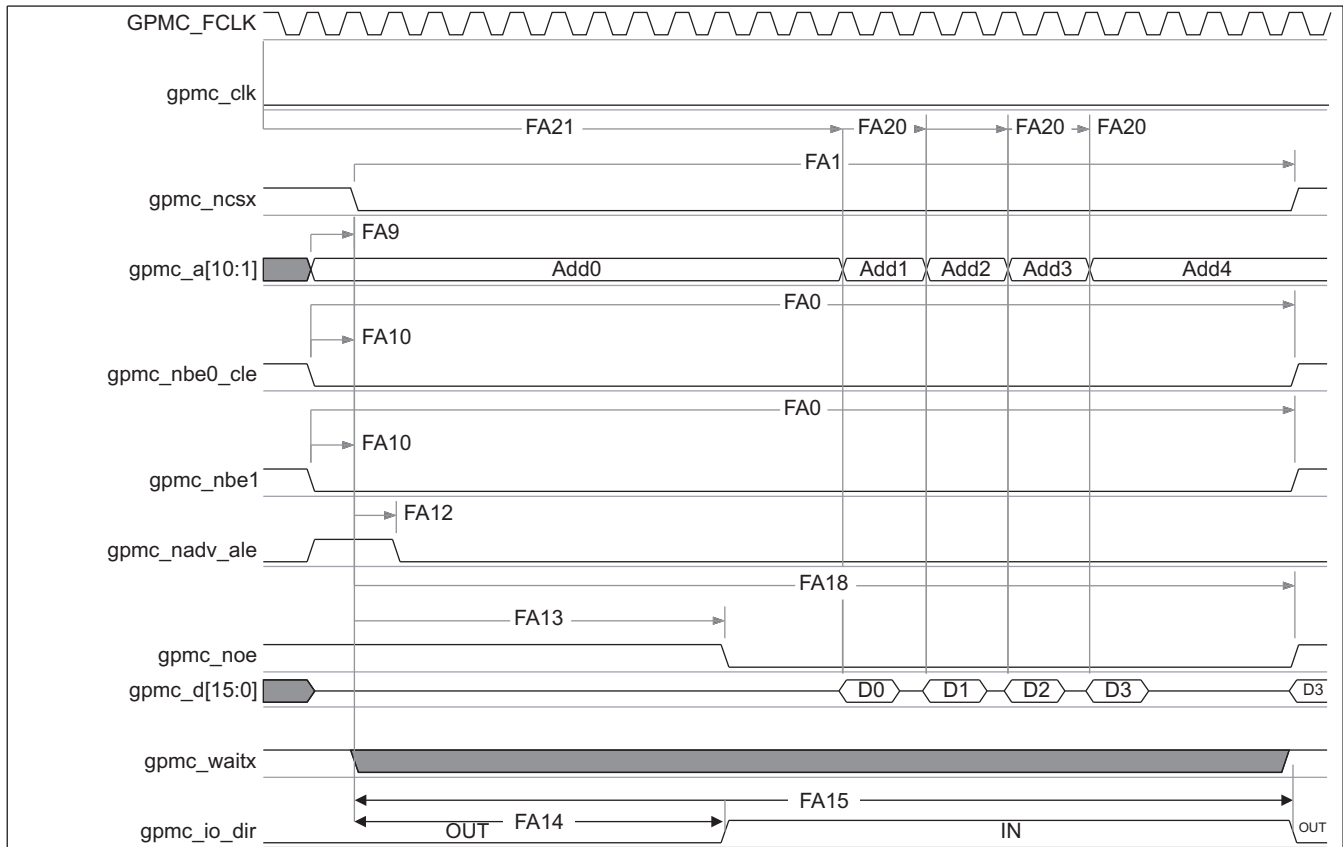 GPMC_FCLK
gpmc_clk
FA21 FA20 FA20 FA20
FA1
gpmc_ncsx
FA9
gpmc_a[10:1] Add0 Add1 Add2 Add3 Add4
FA0
FA10
gpmc_nbe0_cle
FA0
FA10
gpmc_nbe1
FA12
gpmc_nadv_ale
FA18
FA13
gpmc_noe
gpmc_d[15:0] D0 D1 D2 D3 D3
gpmc_waitx
FA15
FA14
gpmc_io_dir OUT IN OUT